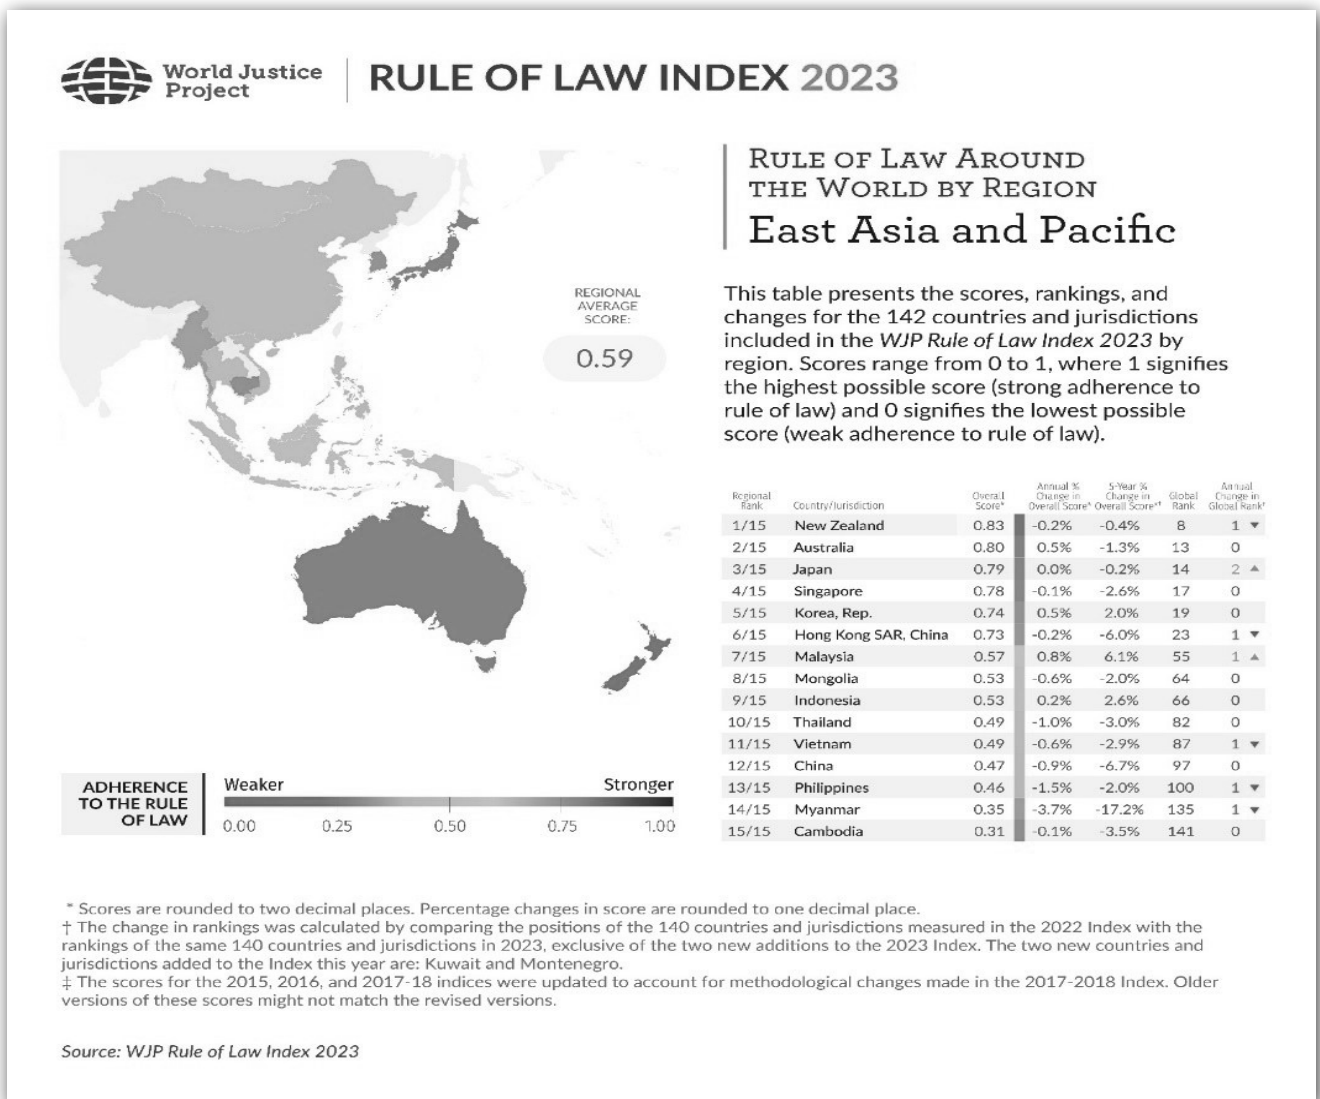 World Justice
Project
RULE OF LAW INDEX 2023
RULE OF LAW AROUND
THE WORLD BY REGION
East Asia and Pacific
REGIONAL
AVERAGE
SCORE:
0.59
This table presents the scores, rankings, and
changes for the 142 countries and jurisdictions
included in the WJP Rule of Law Index 2023 by
region. Scores range from 0 to 1, where 1 signifies
the highest possible score (strong adherence to
rule of law) and 0 signifies the lowest possible
score (weak adherence to rule of law).
Regional Rank Country/Jurisdiction Overall Score* Annual % Change in Overall Score* 5-Year % Change in Overall Score*‡ Global Rank Annual Change in Global Rank†
1/15 New Zealand 0.83 -0.2% -0.4% 8 1 ▼
2/15 Australia 0.80 0.5% -1.3% 13 0
3/15 Japan 0.79 0.0% -0.2% 14 2 ▲
4/15 Singapore 0.78 -0.1% -2.6% 17 0
5/15 Korea, Rep. 0.74 0.5% 2.0% 19 0
6/15 Hong Kong SAR, China 0.73 -0.2% -6.0% 23 1 ▼
7/15 Malaysia 0.57 0.8% 6.1% 55 1 ▲
8/15 Mongolia 0.53 -0.6% -2.0% 64 0
9/15 Indonesia 0.53 0.2% 2.6% 66 0
10/15 Thailand 0.49 -1.0% -3.0% 82 0
11/15 Vietnam 0.49 -0.6% -2.9% 87 1 ▼
12/15 China 0.47 -0.9% -6.7% 97 0
13/15 Philippines 0.46 -1.5% -2.0% 100 1 ▼
14/15 Myanmar 0.35 -3.7% -17.2% 135 1 ▼
15/15 Cambodia 0.31 -0.1% -3.5% 141 0
ADHERENCE
TO THE RULE
OF LAW
Weaker Stronger
0.00 0.25 0.50 0.75 1.00
* Scores are rounded to two decimal places. Percentage changes in score are rounded to one decimal place.
† The change in rankings was calculated by comparing the positions of the 140 countries and jurisdictions measured in the 2022 Index with the
rankings of the same 140 countries and jurisdictions in 2023, exclusive of the two new additions to the 2023 Index. The two new countries and
jurisdictions added to the Index this year are: Kuwait and Montenegro.
‡ The scores for the 2015, 2016, and 2017-18 indices were updated to account for methodological changes made in the 2017-2018 Index. Older
versions of these scores might not match the revised versions.
Source: WJP Rule of Law Index 2023